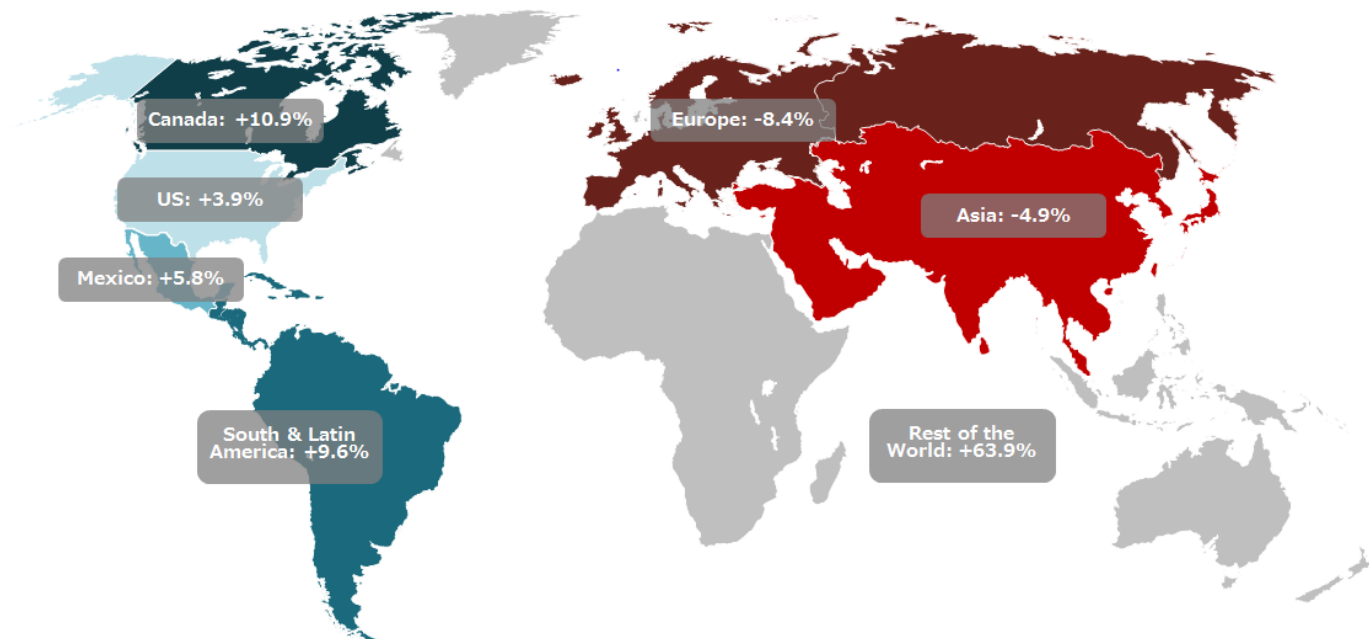 Canada: +10.9%
Europe: -8.4%
US: +3.9%
Asia: -4.9%
Mexico: +5.8%
South & Latin
America: +9.6%
Rest of the
World: +63.9%